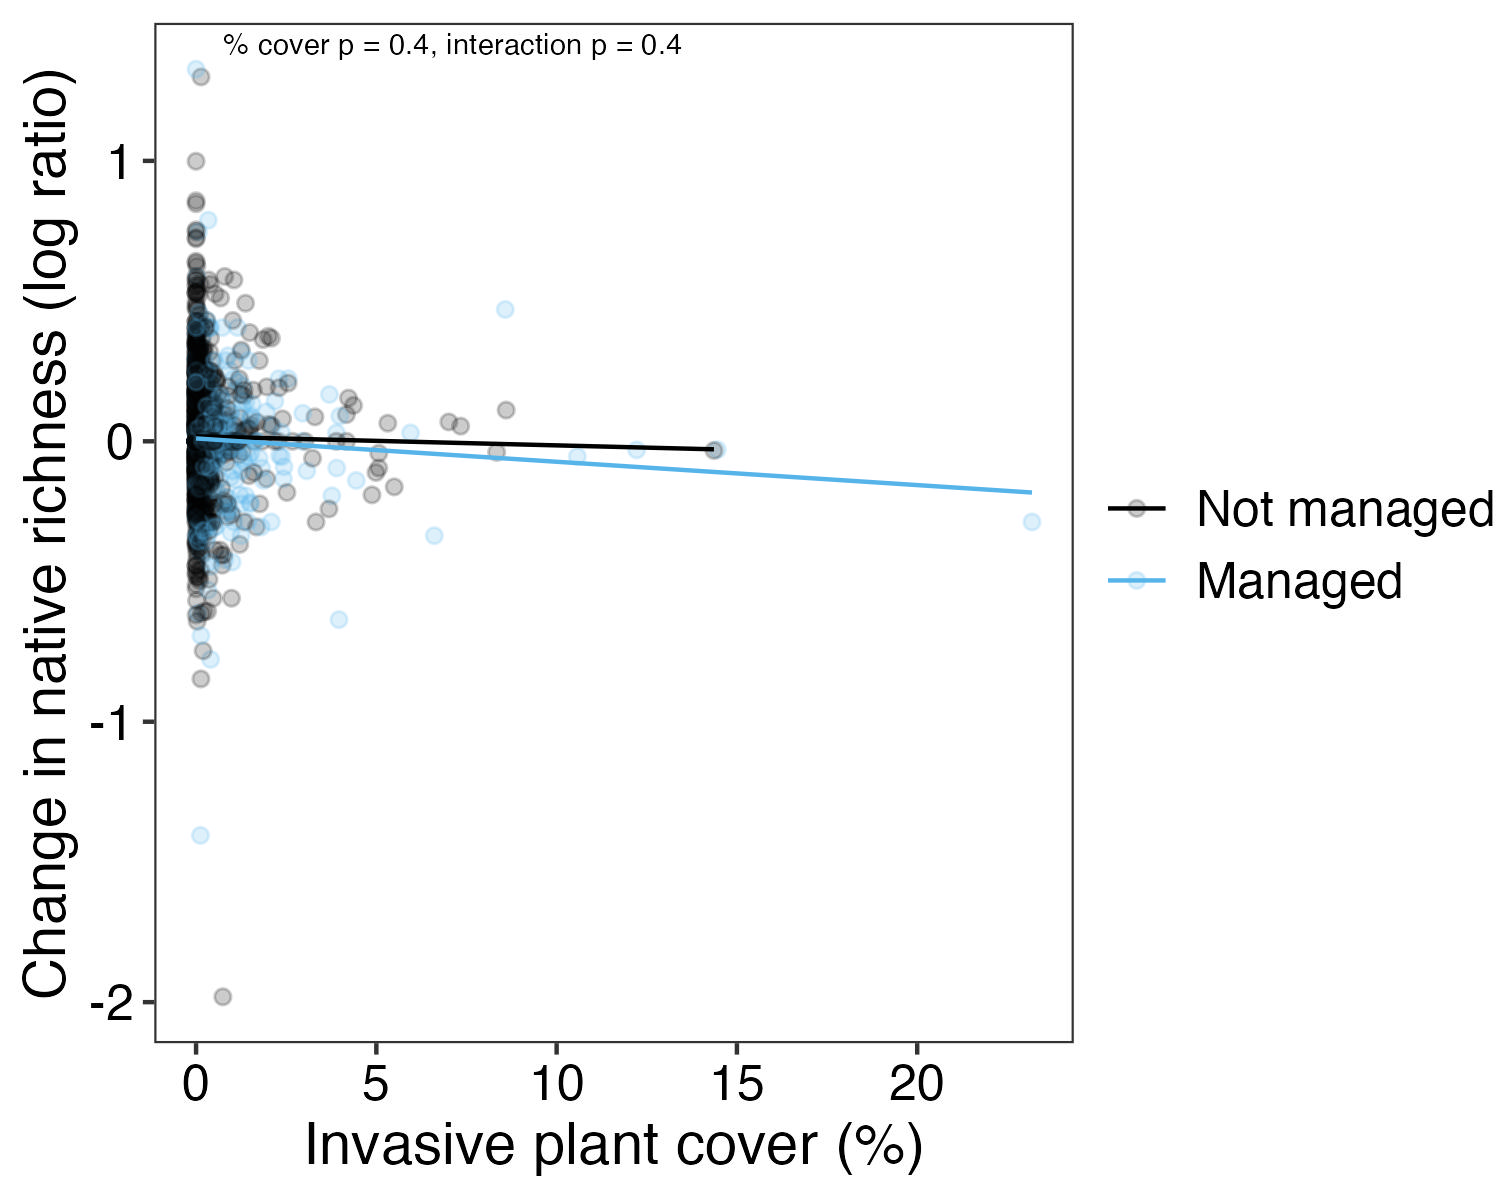 % cover p = 0.4, interaction p = 0.4
Change in native richness (log ratio)
1
0
-1
-2
0 5 10 15 20
Invasive plant cover (%)
Not managed
Managed